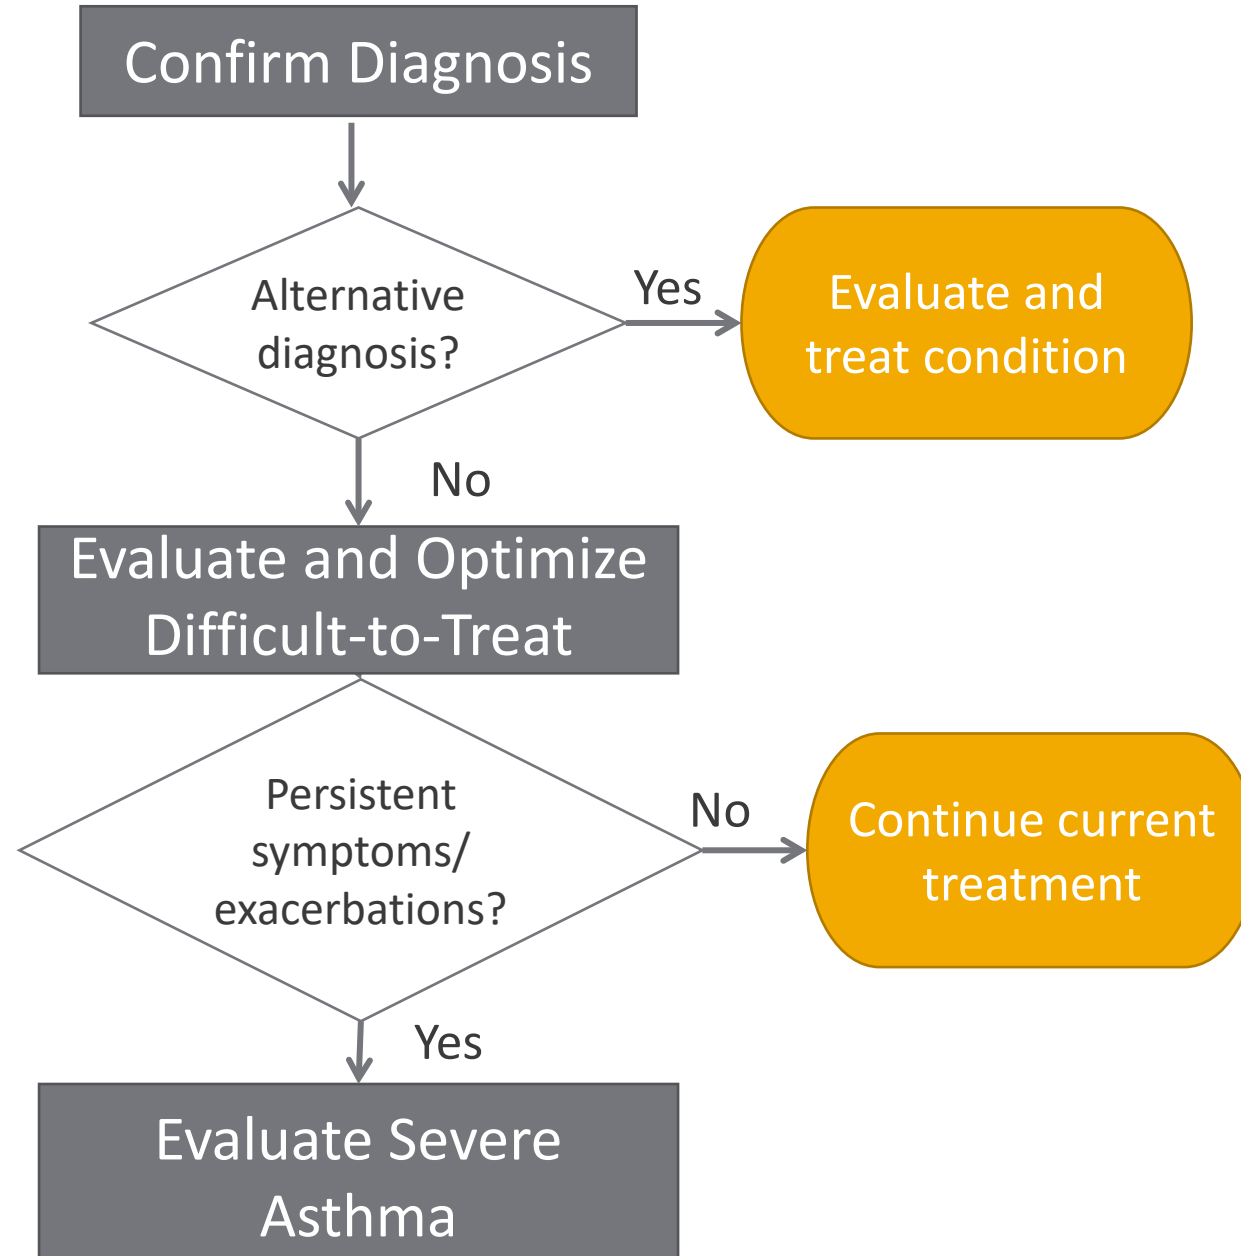 Confirm Diagnosis
Alternative
diagnosis?
Yes
Evaluate and
treat condition
No
Evaluate and Optimize
Difficult-to-Treat
Persistent
symptoms/
exacerbations?
No
Continue current
treatment
Yes
Evaluate Severe
Asthma